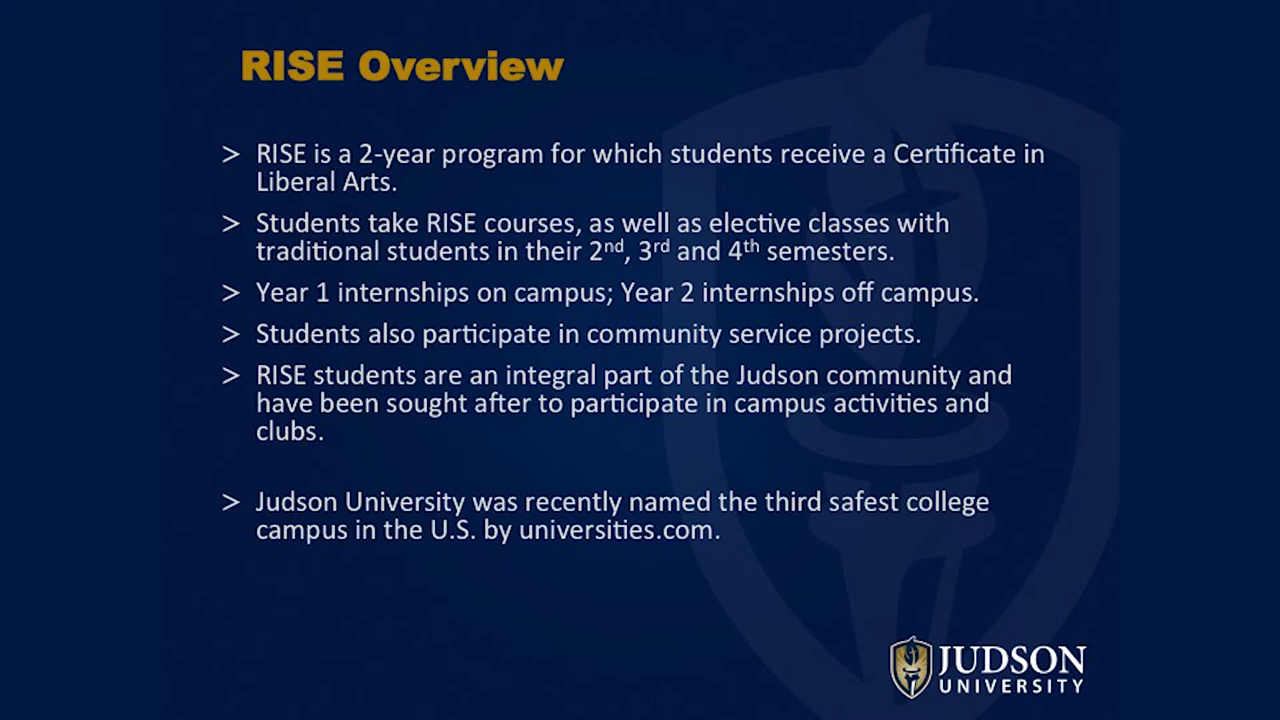 RISE Overview
> RISE is a 2-year program for which students receive a Certificate in
Liberal Arts.
> Students take RISE courses, as well as elective classes with
traditional students in their 2nd, 3rd and 4th semesters.
> Year 1 internships on campus; Year 2 internships off campus.
> Students also participate in community service projects.
> RISE students are an integral part of the Judson community and
have been sought after to participate in campus activities and
clubs.
> Judson University was recently named the third safest college
campus in the U.S. by universities.com.
JUDSON
UNIVERSITY